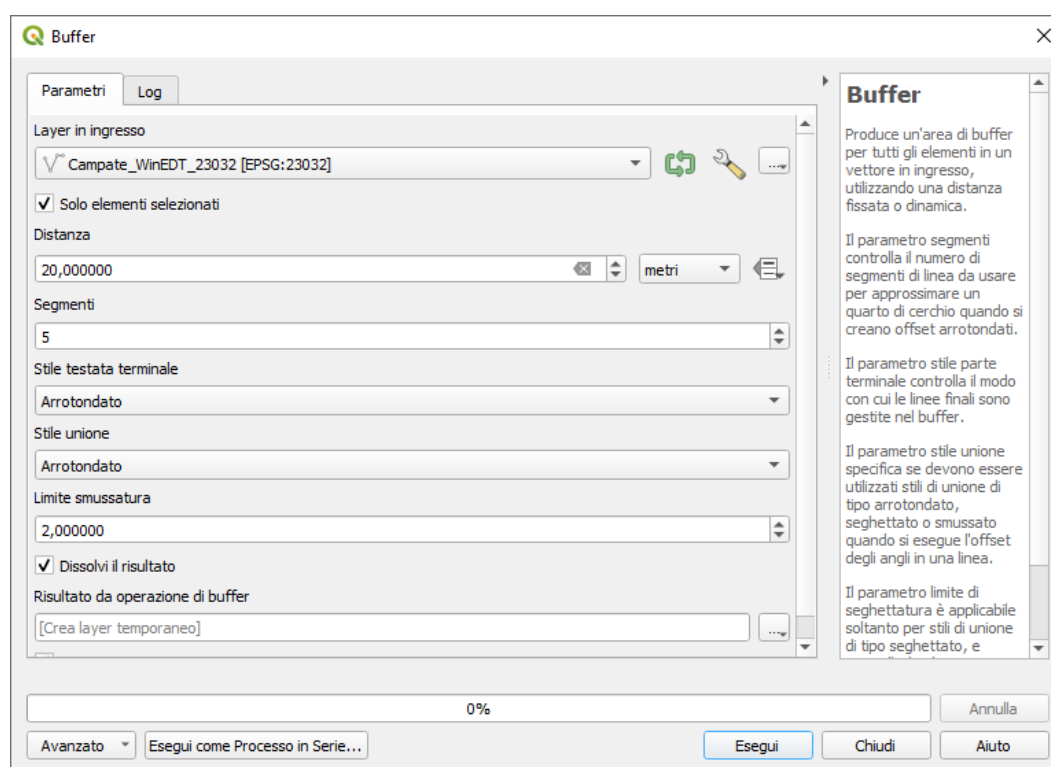 Buffer
Parametri
Log
Layer in ingresso
Campate_WinEDT_23032 [EPSG:23032]
...
Solo elementi selezionati
Distanza
20,000000
metri
Segmenti
5
Stile testata terminale
Arrotondato
Stile unione
Arrotondato
Limite smussatura
2,000000
Dissolvi il risultato
Risultato da operazione di buffer
[Crea layer temporaneo]
...
Buffer
Produce un'area di buffer
per tutti gli elementi in un
vettore in ingresso,
utilizzando una distanza
fissata o dinamica.
Il parametro segmenti
controlla il numero di
segmenti di linea da usare
per approssimare un
quarto di cerchio quando si
creano offset arrotondati.
Il parametro stile parte
terminale controlla il modo
con cui le linee finali sono
gestite nel buffer.
Il parametro stile unione
specifica se devono essere
utilizzati stili di unione di
tipo arrotondato,
seghettato o smussato
quando si esegue l'offset
degli angli in una linea.
Il parametro limite di
seghettatura è applicabile
soltanto per stili di unione
di tipo seghettato, e
0%
Annulla
Avanzato
Esegui come Processo in Serie...
Esegui
Chiudi
Aiuto